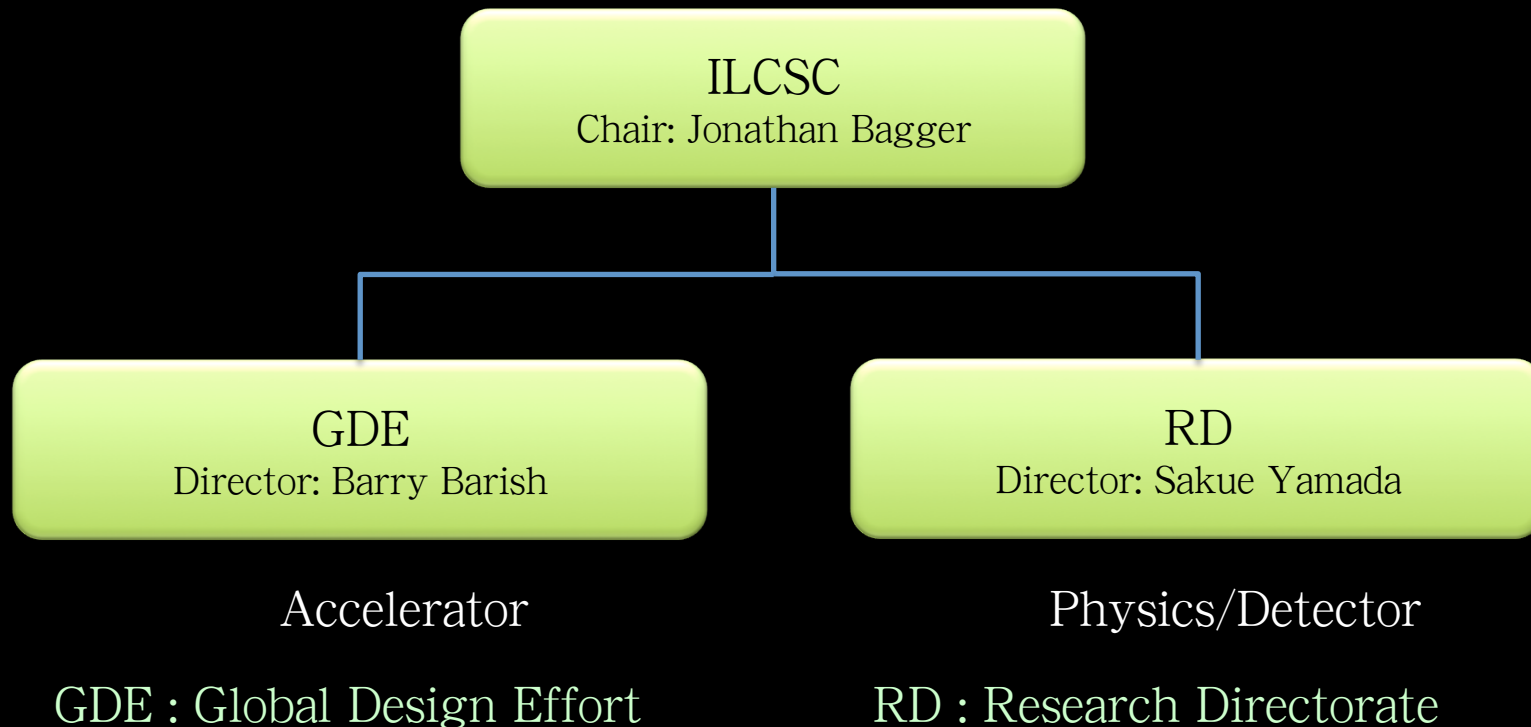 ILCSC
Chair: Jonathan Bagger
GDE
Director: Barry Barish
RD
Director: Sakue Yamada
Accelerator
Physics/Detector
GDE : Global Design Effort
RD : Research Directorate